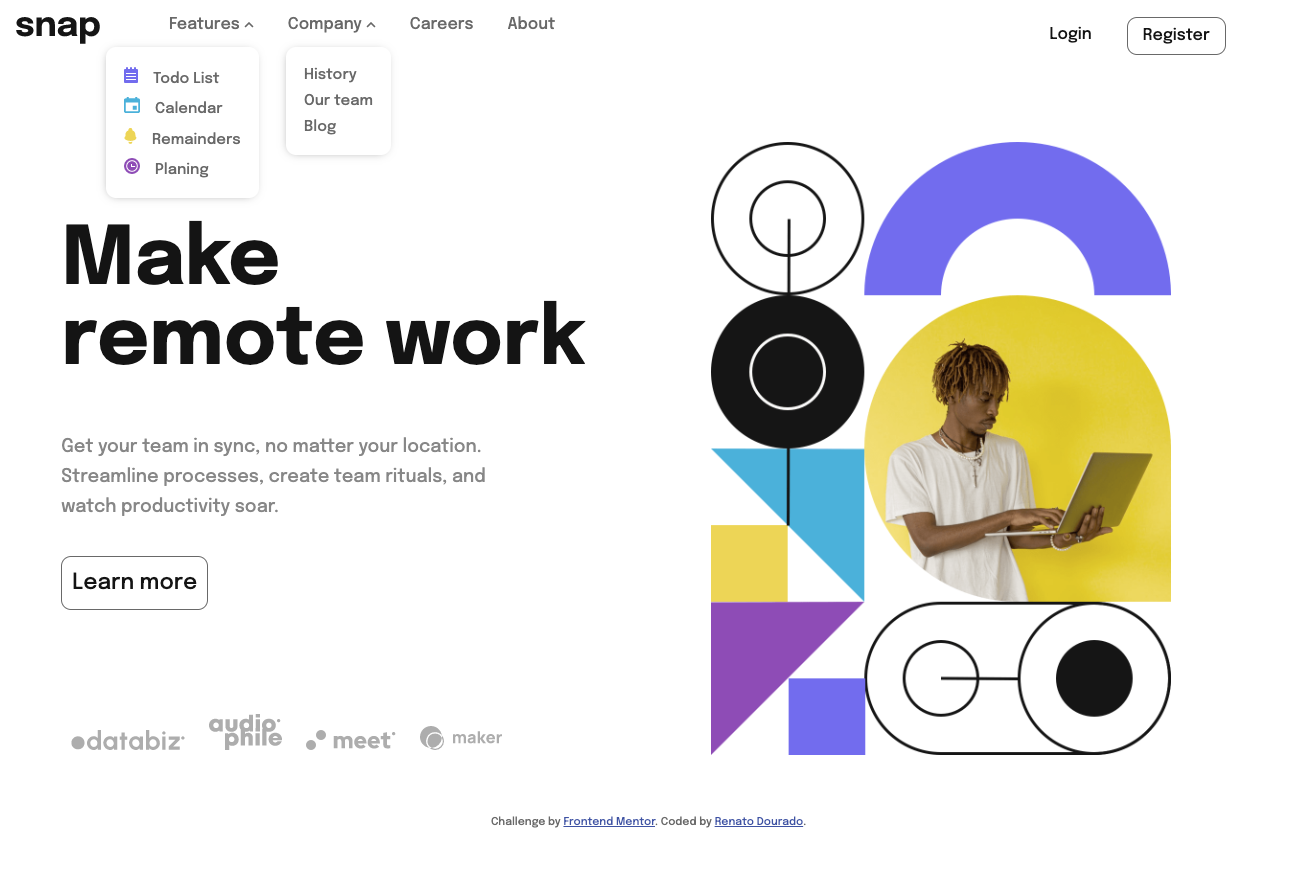 snap
Features
Company
Careers
About
Login
Register
Todo List
Calendar
Remainders
Planing
History
Our team
Blog
Make
remote work
Get your team in sync, no matter your location.
Streamline processes, create team rituals, and
watch productivity soar.
Learn more
databiz
audio
phile
meet
maker
Challenge by Frontend Mentor. Coded by Renato Dourado.